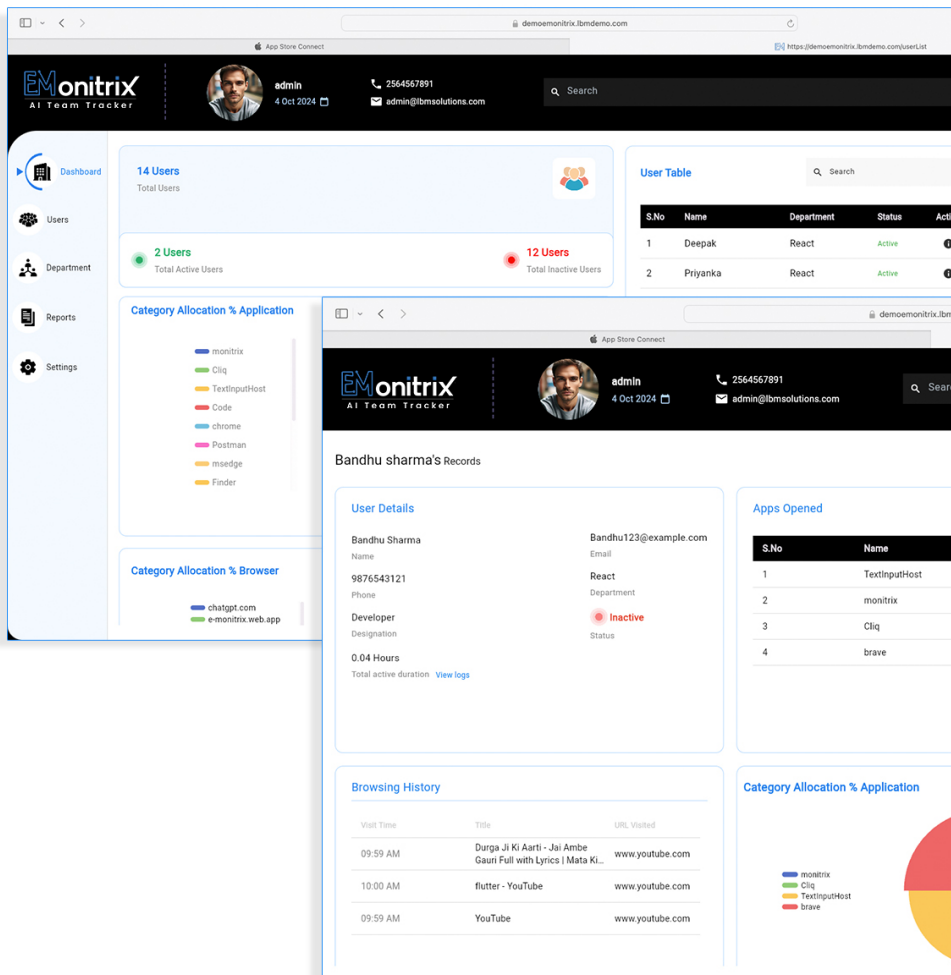 demoemonitrix.lbmdemo.com
App Store Connect
https://demoemonitrix.lbmdemo.com/userList
EMonitrix
AI Team Tracker
admin
4 Oct 2024
2564567891
admin@lbmsolutions.com
Search
Dashboard
Users
Department
Reports
Settings
14 Users
Total Users
2 Users
Total Active Users
12 Users
Total Inactive Users
User Table
Search
S.No Name Department Status
1 Deepak React Active
2 Priyanka React Active
Category Allocation % Application
monitrix
Cliq
TextInputHost
Code
chrome
Postman
msedge
Finder
Category Allocation % Browser
chatgpt.com
e-monitrix.web.app
demoemonitrix.lbm
App Store Connect
EMonitrix
AI Team Tracker
admin
4 Oct 2024
2564567891
admin@lbmsolutions.com
Sear
Bandhu sharma's Records
User Details
Bandhu Sharma
Name
9876543121
Phone
Developer
Designation
0.04 Hours
Total active duration View logs
Bandhu123@example.com
Email
React
Department
Inactive
Status
Apps Opened
S.No Name
1 TextInputHost
2 monitrix
3 Cliq
4 brave
Browsing History
Visit Time Title URL Visited
09:59 AM Durga Ji Ki Aarti - Jai Ambe
Gauri Full with Lyrics | Mata Ki... www.youtube.com
10:00 AM flutter - YouTube www.youtube.com
09:59 AM YouTube www.youtube.com
Category Allocation % Application
monitrix
Cliq
TextInputHost
brave